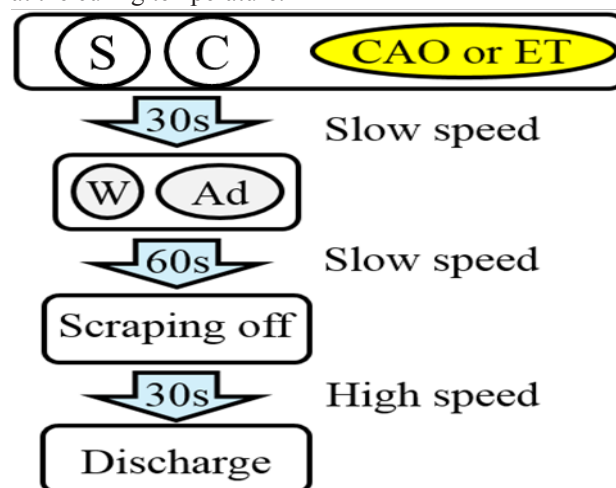 S C CAO or ET
30s Slow speed
W Ad
60s Slow speed
Scraping off
30s High speed
Discharge